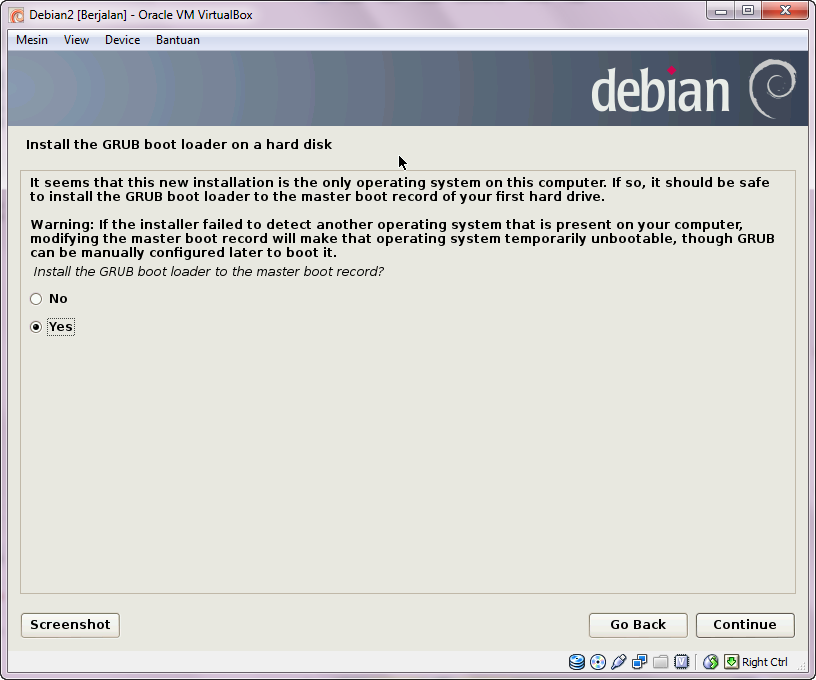 Debian2 [Berjalan] - Oracle VM VirtualBox
Mesin View Device Bantuan
debian
Install the GRUB boot loader on a hard disk
It seems that this new installation is the only operating system on this computer. If so, it should be safe
to install the GRUB boot loader to the master boot record of your first hard drive.
Warning: If the installer failed to detect another operating system that is present on your computer,
modifying the master boot record will make that operating system temporarily unbootable, though GRUB
can be manually configured later to boot it.
Install the GRUB boot loader to the master boot record?
No
Yes
Screenshot Go Back Continue
Right Ctrl